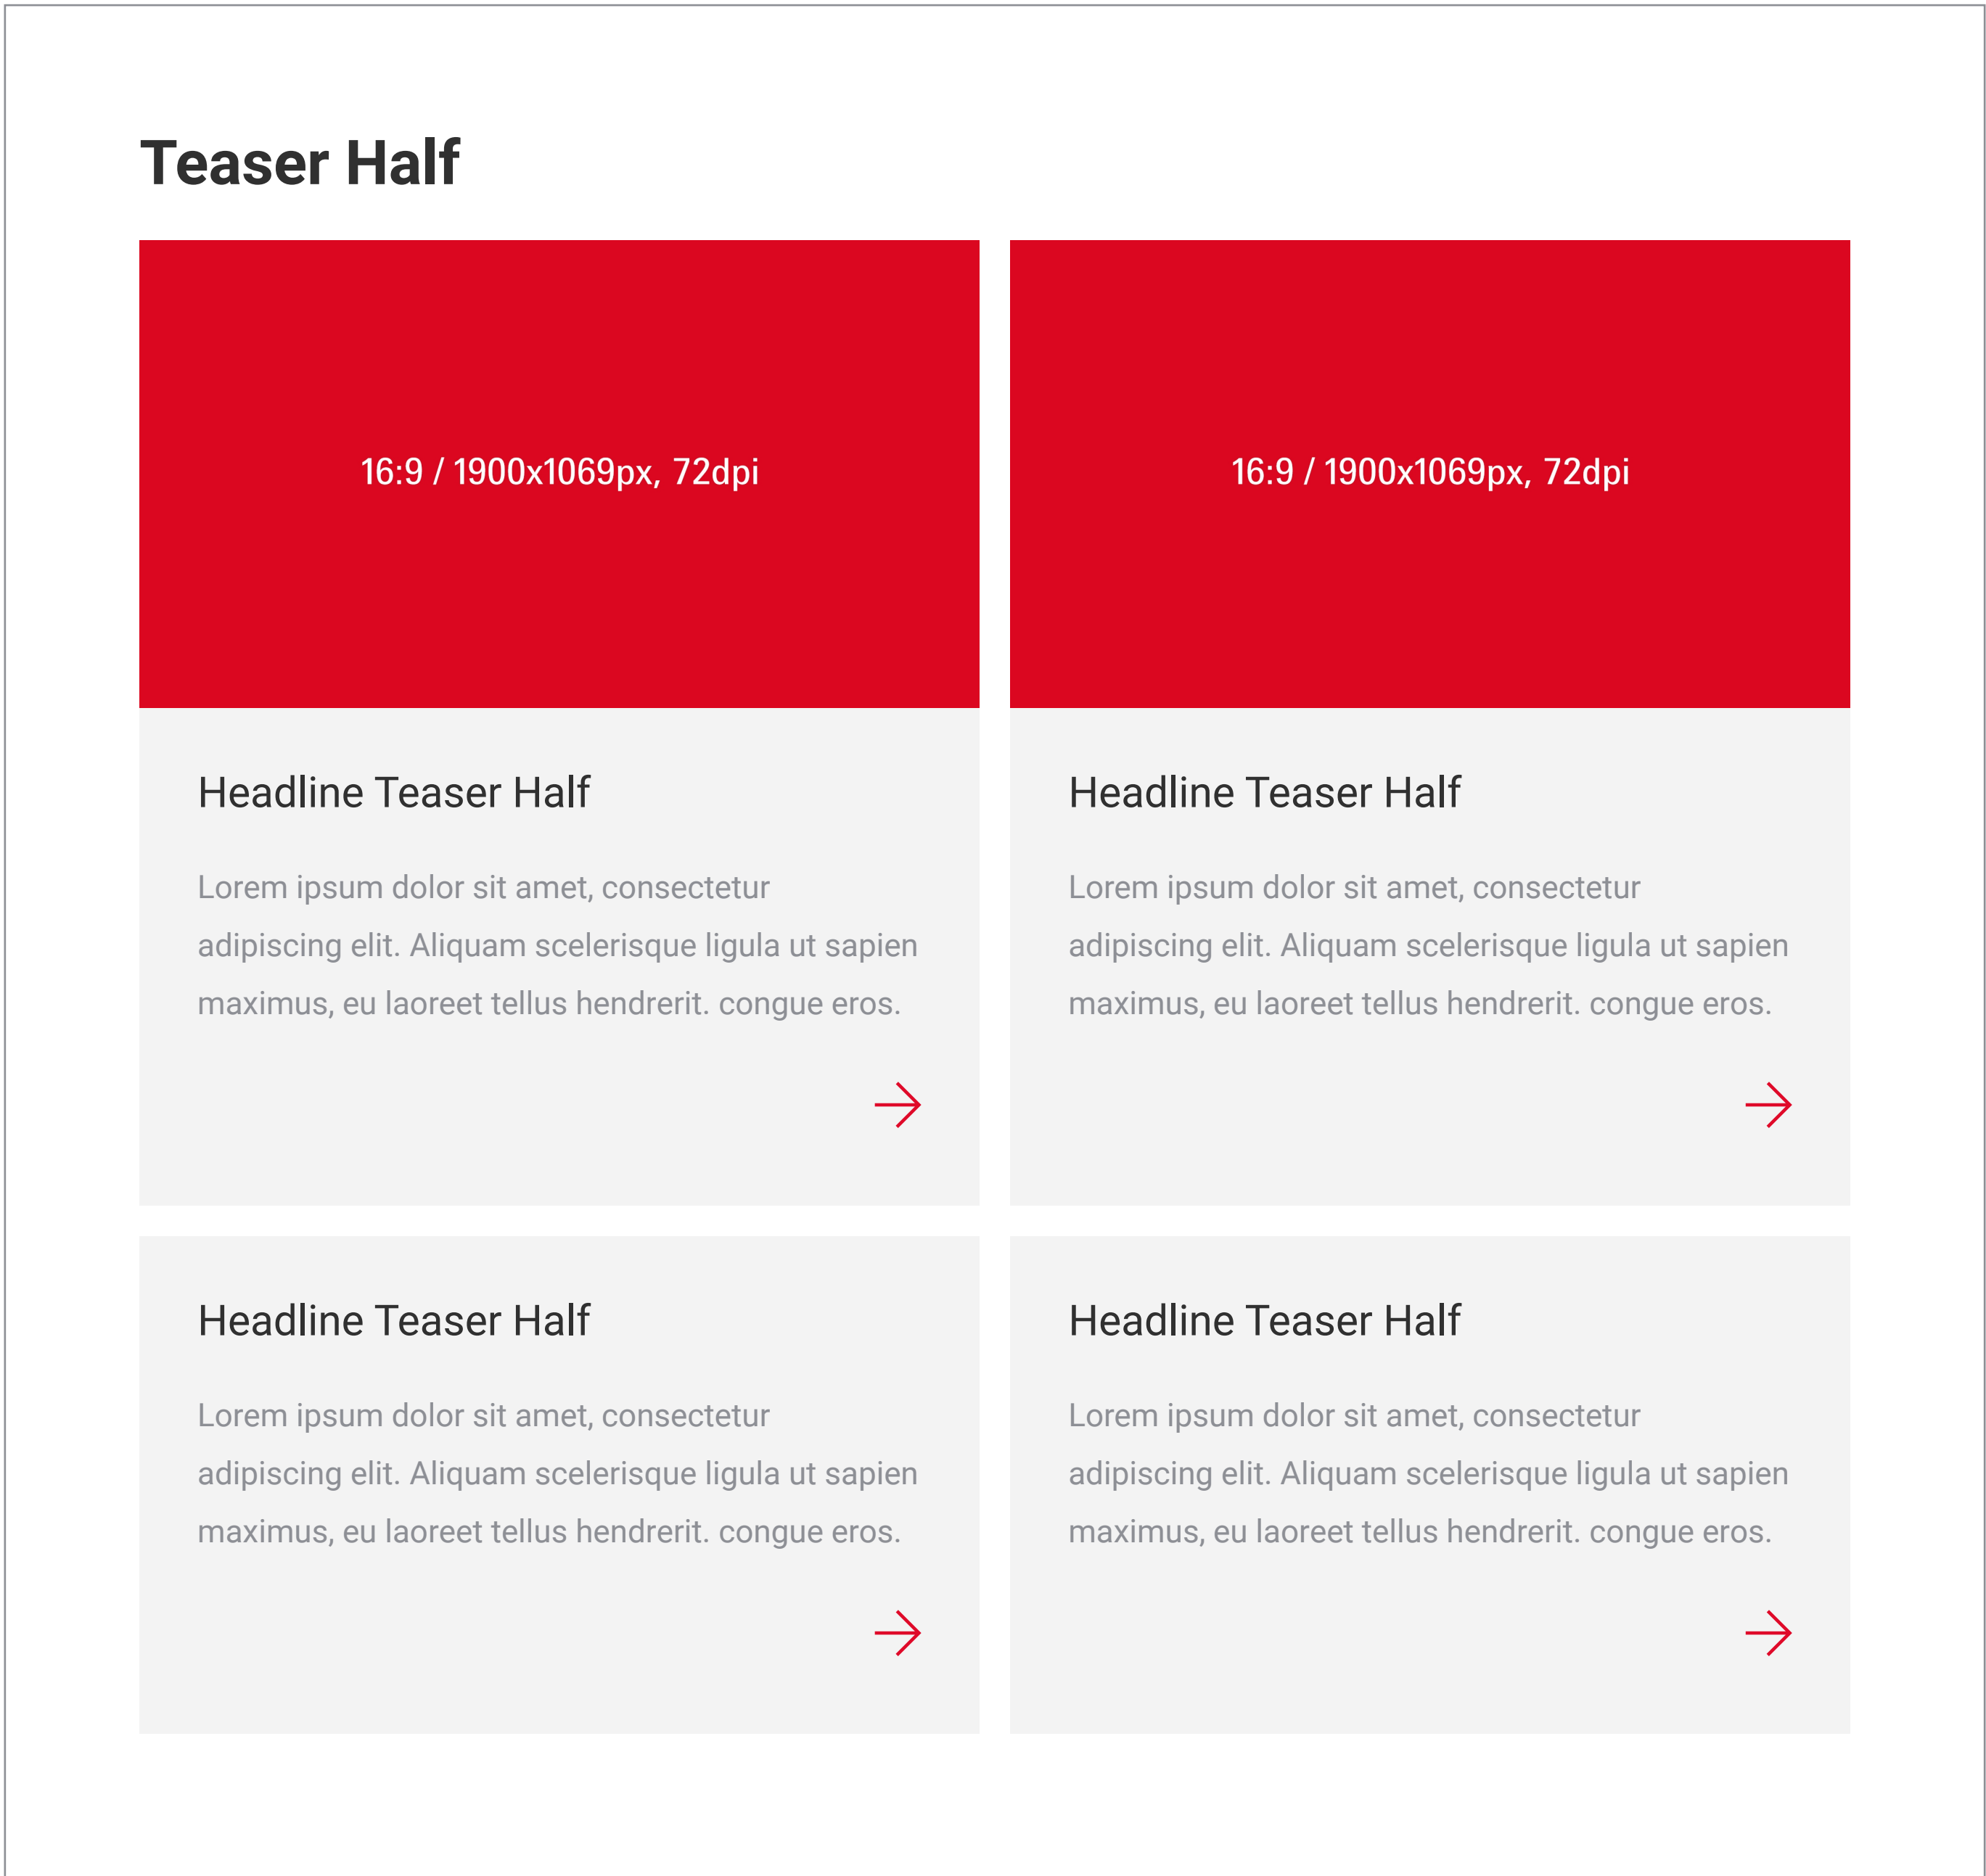 Teaser Half
16:9 / 1900x1069px, 72dpi
16:9 / 1900x1069px, 72dpi
Headline Teaser Half
Lorem ipsum dolor sit amet, consectetur
adipiscing elit. Aliquam scelerisque ligula ut sapien
maximus, eu laoreet tellus hendrerit. congue eros.
Headline Teaser Half
Lorem ipsum dolor sit amet, consectetur
adipiscing elit. Aliquam scelerisque ligula ut sapien
maximus, eu laoreet tellus hendrerit. congue eros.
Headline Teaser Half
Lorem ipsum dolor sit amet, consectetur
adipiscing elit. Aliquam scelerisque ligula ut sapien
maximus, eu laoreet tellus hendrerit. congue eros.
Headline Teaser Half
Lorem ipsum dolor sit amet, consectetur
adipiscing elit. Aliquam scelerisque ligula ut sapien
maximus, eu laoreet tellus hendrerit. congue eros.